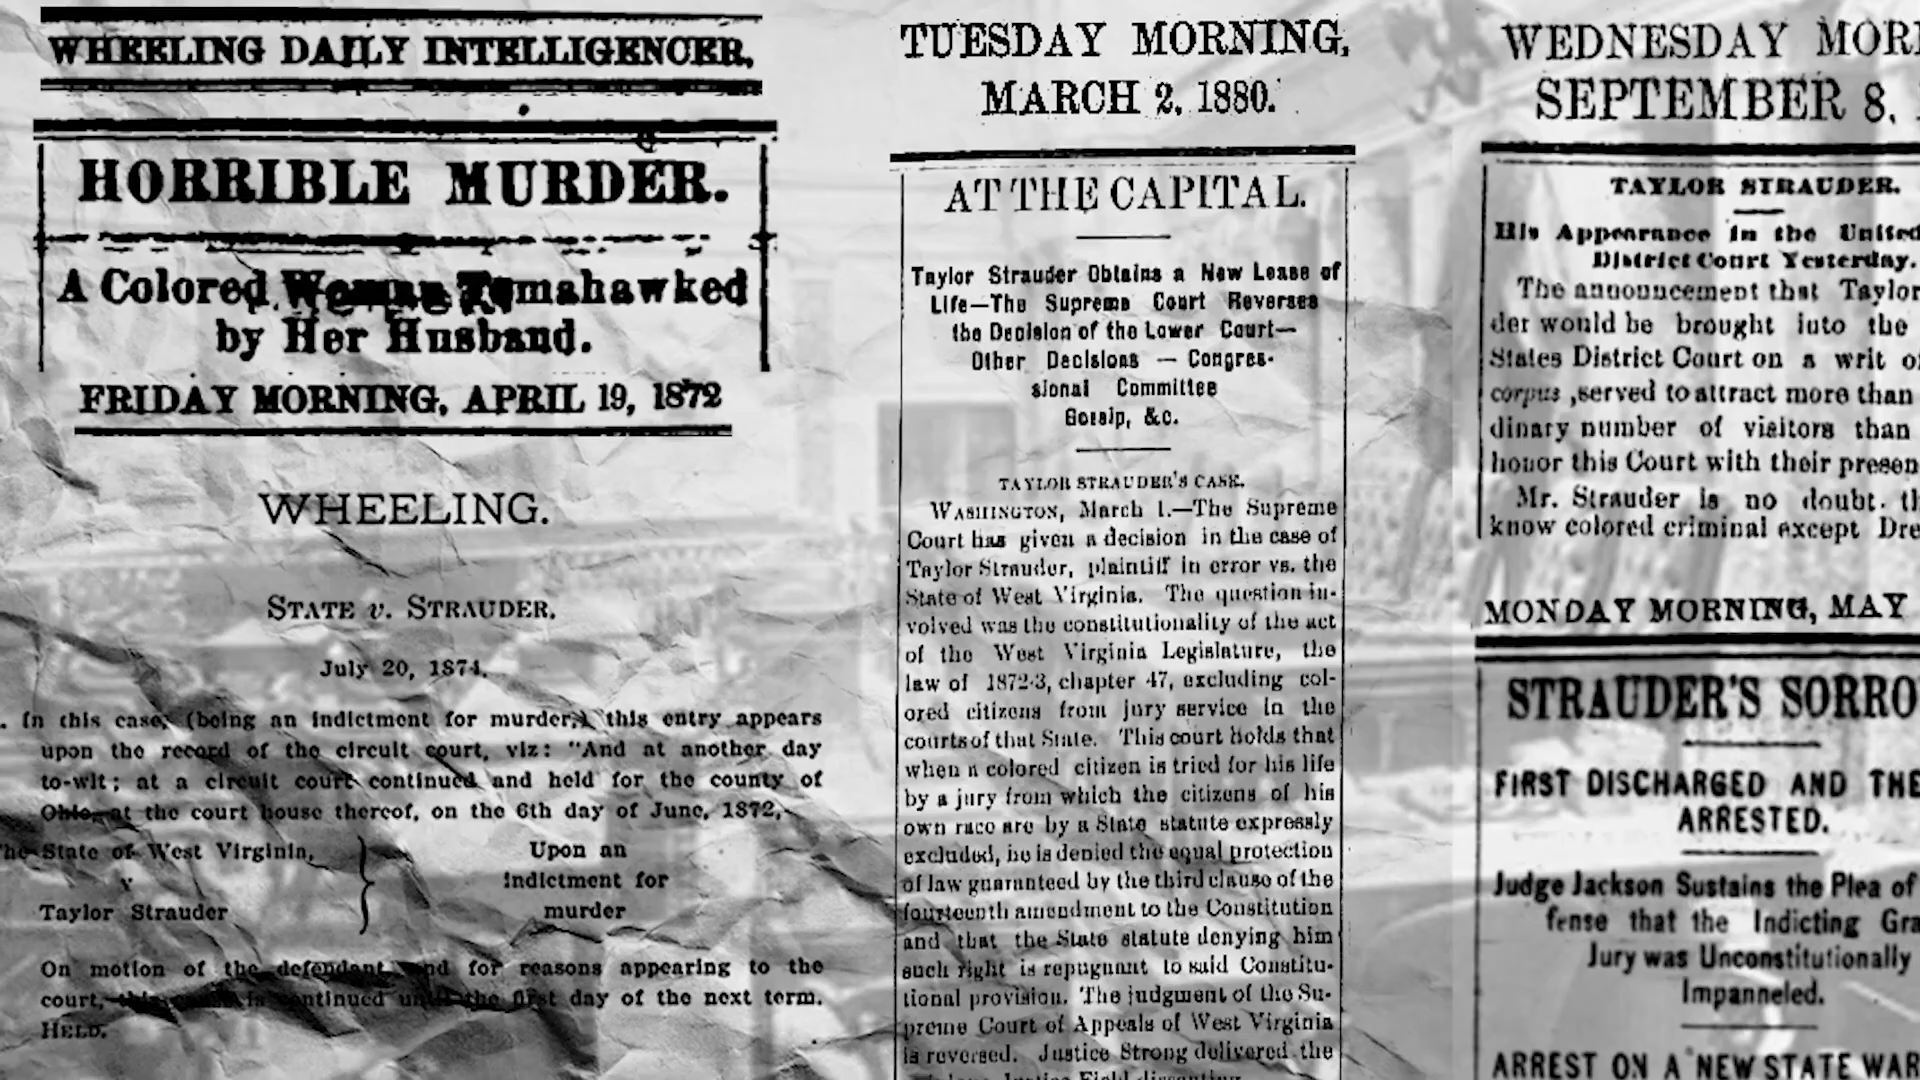 WHEELING DAILY INTELLIGENCER,
HORRIBLE MURDER.
A Colored Woman Tomahawked
by Her Husband.
FRIDAY MORNING, APRIL 19, 1872
WHEELING.
STATE v. STRAUDER.
July 20, 1874.
. In this case, (being an indictment for murder,) this entry appears
upon the record of the circuit court, viz: "And at another day
to-wit; at a circuit court continued and held for the county of
Ohio, at the court house thereof, on the 6th day of June, 1872,
The State of West Virginia,
v
Taylor Strauder
Upon an
indictment for
murder
On motion of the defendant, and for reasons appearing to the
court, this cause is continued until the first day of the next term.
HELD.
TUESDAY MORNING,
MARCH 2, 1880.
AT THE CAPITAL.
Taylor Strauder Obtains a New Lease of
Life—The Supreme Court Reverses
the Decision of the Lower Court—
Other Decisions — Congres-
sional Committee
Gossip, &c.
TAYLOR STRAUDER'S CASE.
WASHINGTON, March 1.—The Supreme
Court has given a decision in the case of
Taylor Strauder, plaintiff in error vs. the
State of West Virginia. The question in-
volved was the constitutionality of the act
of the West Virginia Legislature, the
law of 1872-3, chapter 47, excluding col-
ored citizens from jury service in the
courts of that State. This court holds that
when a colored citizen is tried for his life
by a jury from which the citizens of his
own race are by a State statute expressly
excluded, he is denied the equal protection
of law guaranteed by the third clause of the
fourteenth amendment to the Constitution
and that the State statute denying him
such right is repugnant to said Constitu-
tional provision. The judgment of the Su-
preme Court of Appeals of West Virginia
is reversed. Justice Strong delivered the
Justice Field dissenting.
WEDNESDAY MOR
SEPTEMBER 8,
TAYLOR STRAUDER.
His Appearance in the United
District Court Yesterday.
The announcement that Taylor
der would be brought into the
States District Court on a writ o
corpus, served to attract more than
dinary number of visitors than
honor this Court with their presen
Mr. Strauder is no doubt. th
know colored criminal except Dre
MONDAY MORNING, MAY
STRAUDER'S SORRO
FIRST DISCHARGED AND THE
ARRESTED.
Judge Jackson Sustains the Plea of
fense that the Indicting Gra
Jury was Unconstitutionally
Impanneled.
ARREST ON A NEW STATE WAR